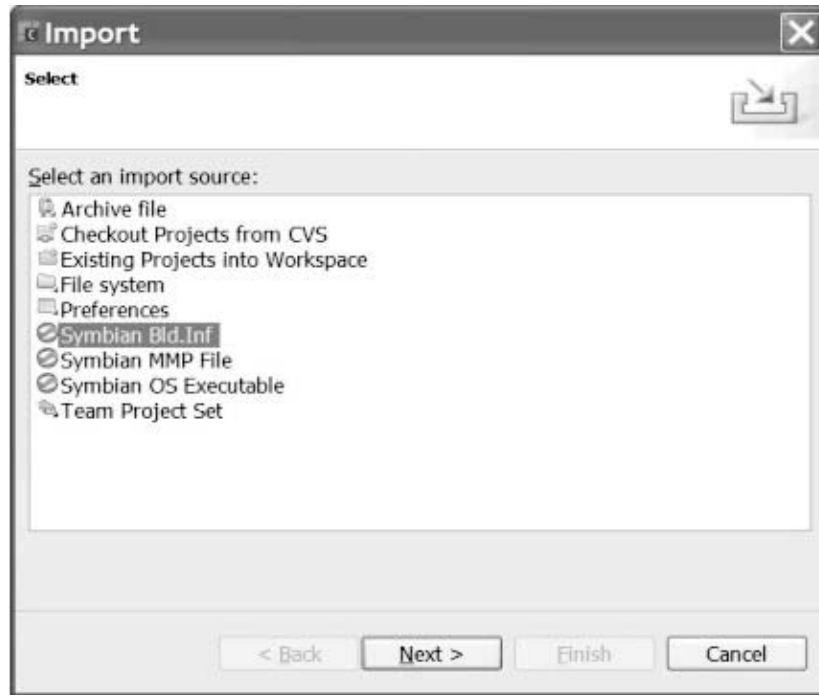 Import
Select
Select an import source:
Archive file
Checkout Projects from CVS
Existing Projects into Workspace
File system
Preferences
Symbian Bld.Inf
Symbian MMP File
Symbian OS Executable
Team Project Set
< Back Next > Finish Cancel